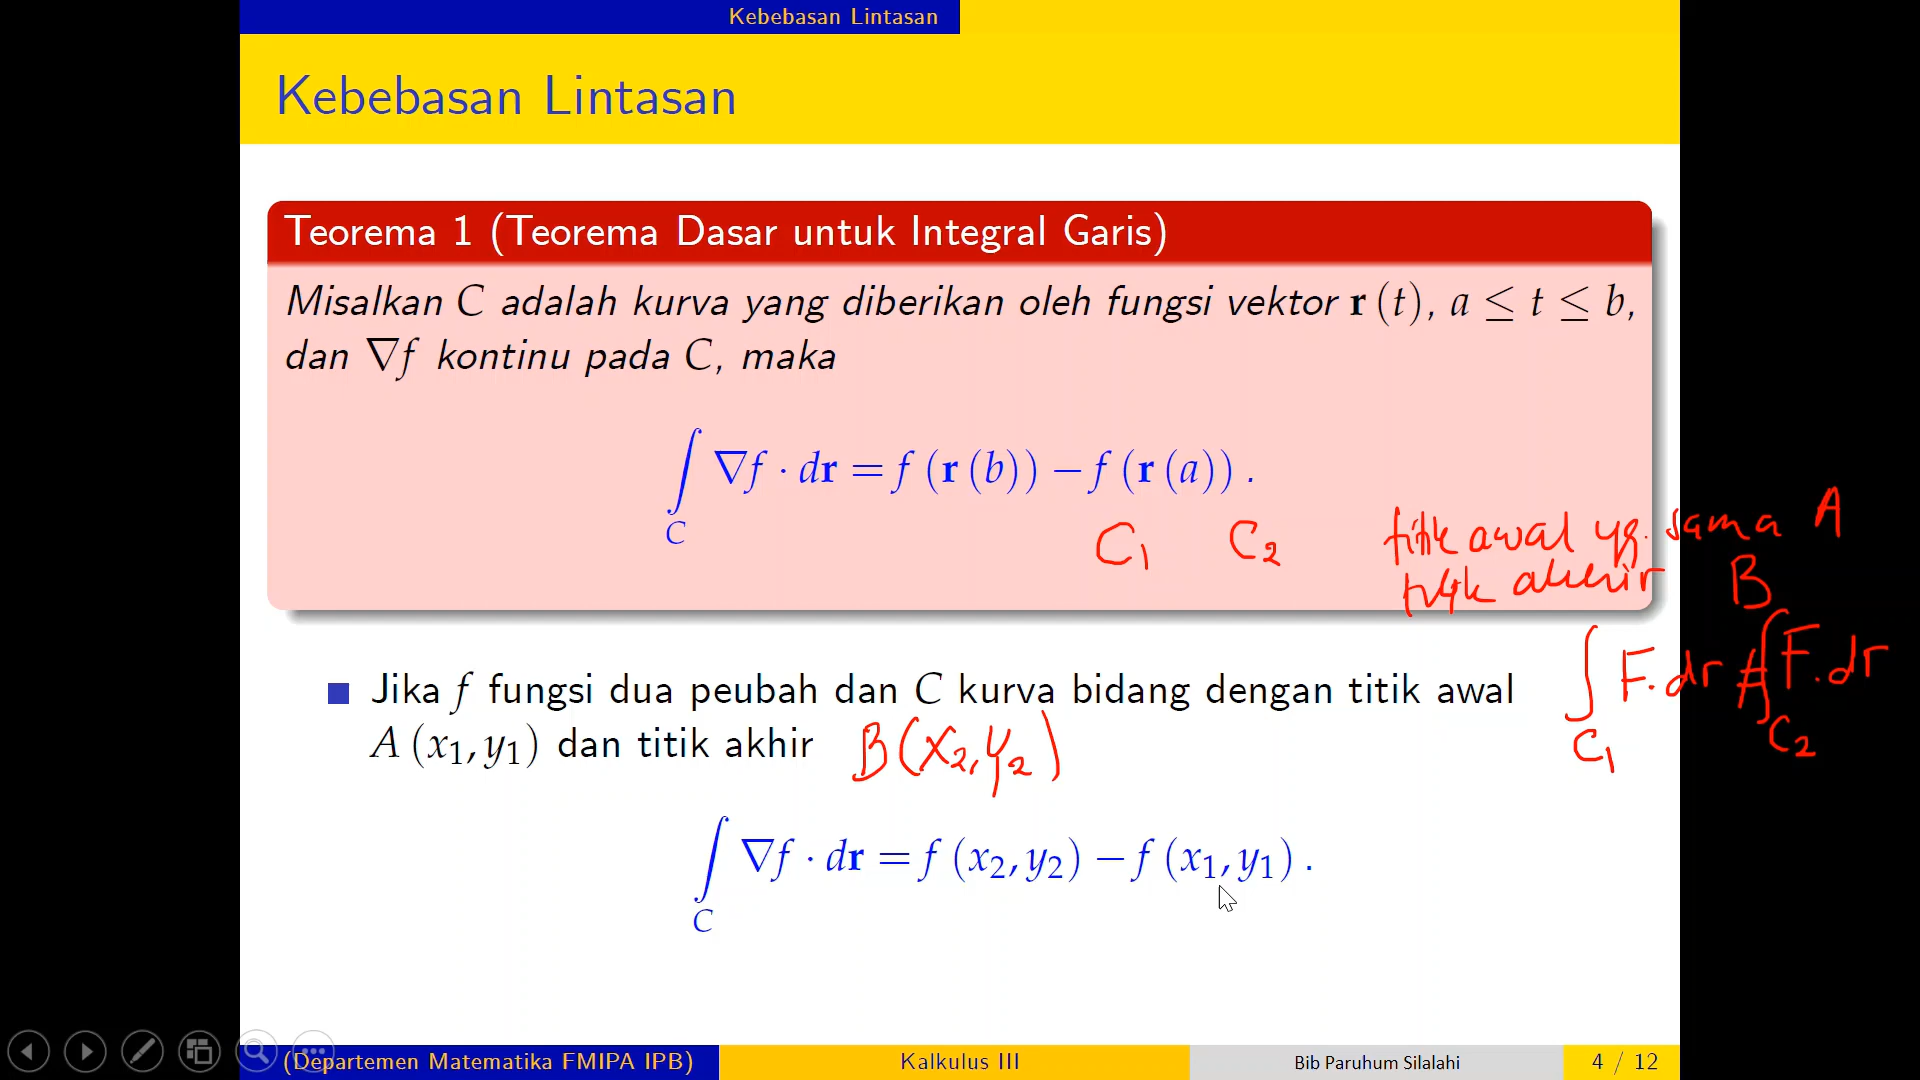 Kebebasan Lintasan
Kebebasan Lintasan
Teorema 1 (Teorema Dasar untuk Integral Garis)
Misalkan C adalah kurva yang diberikan oleh fungsi vektor r (t), a ≤ t ≤ b,
dan ∇f kontinu pada C, maka
∫_C ∇f · dr = f (r (b)) − f (r (a)) .
C₁ C₂ titik awal yg. sama A
titik akhir B
∫_C₁ F.dr ≠ ∫_C₂ F.dr
Jika f fungsi dua peubah dan C kurva bidang dengan titik awal
A (x₁, y₁) dan titik akhir B(x₂, y₂)
∫_C ∇f · dr = f (x₂, y₂) − f (x₁, y₁) .
(Departemen Matematika FMIPA IPB) Kalkulus III Bib Paruhum Silalahi 4 / 12